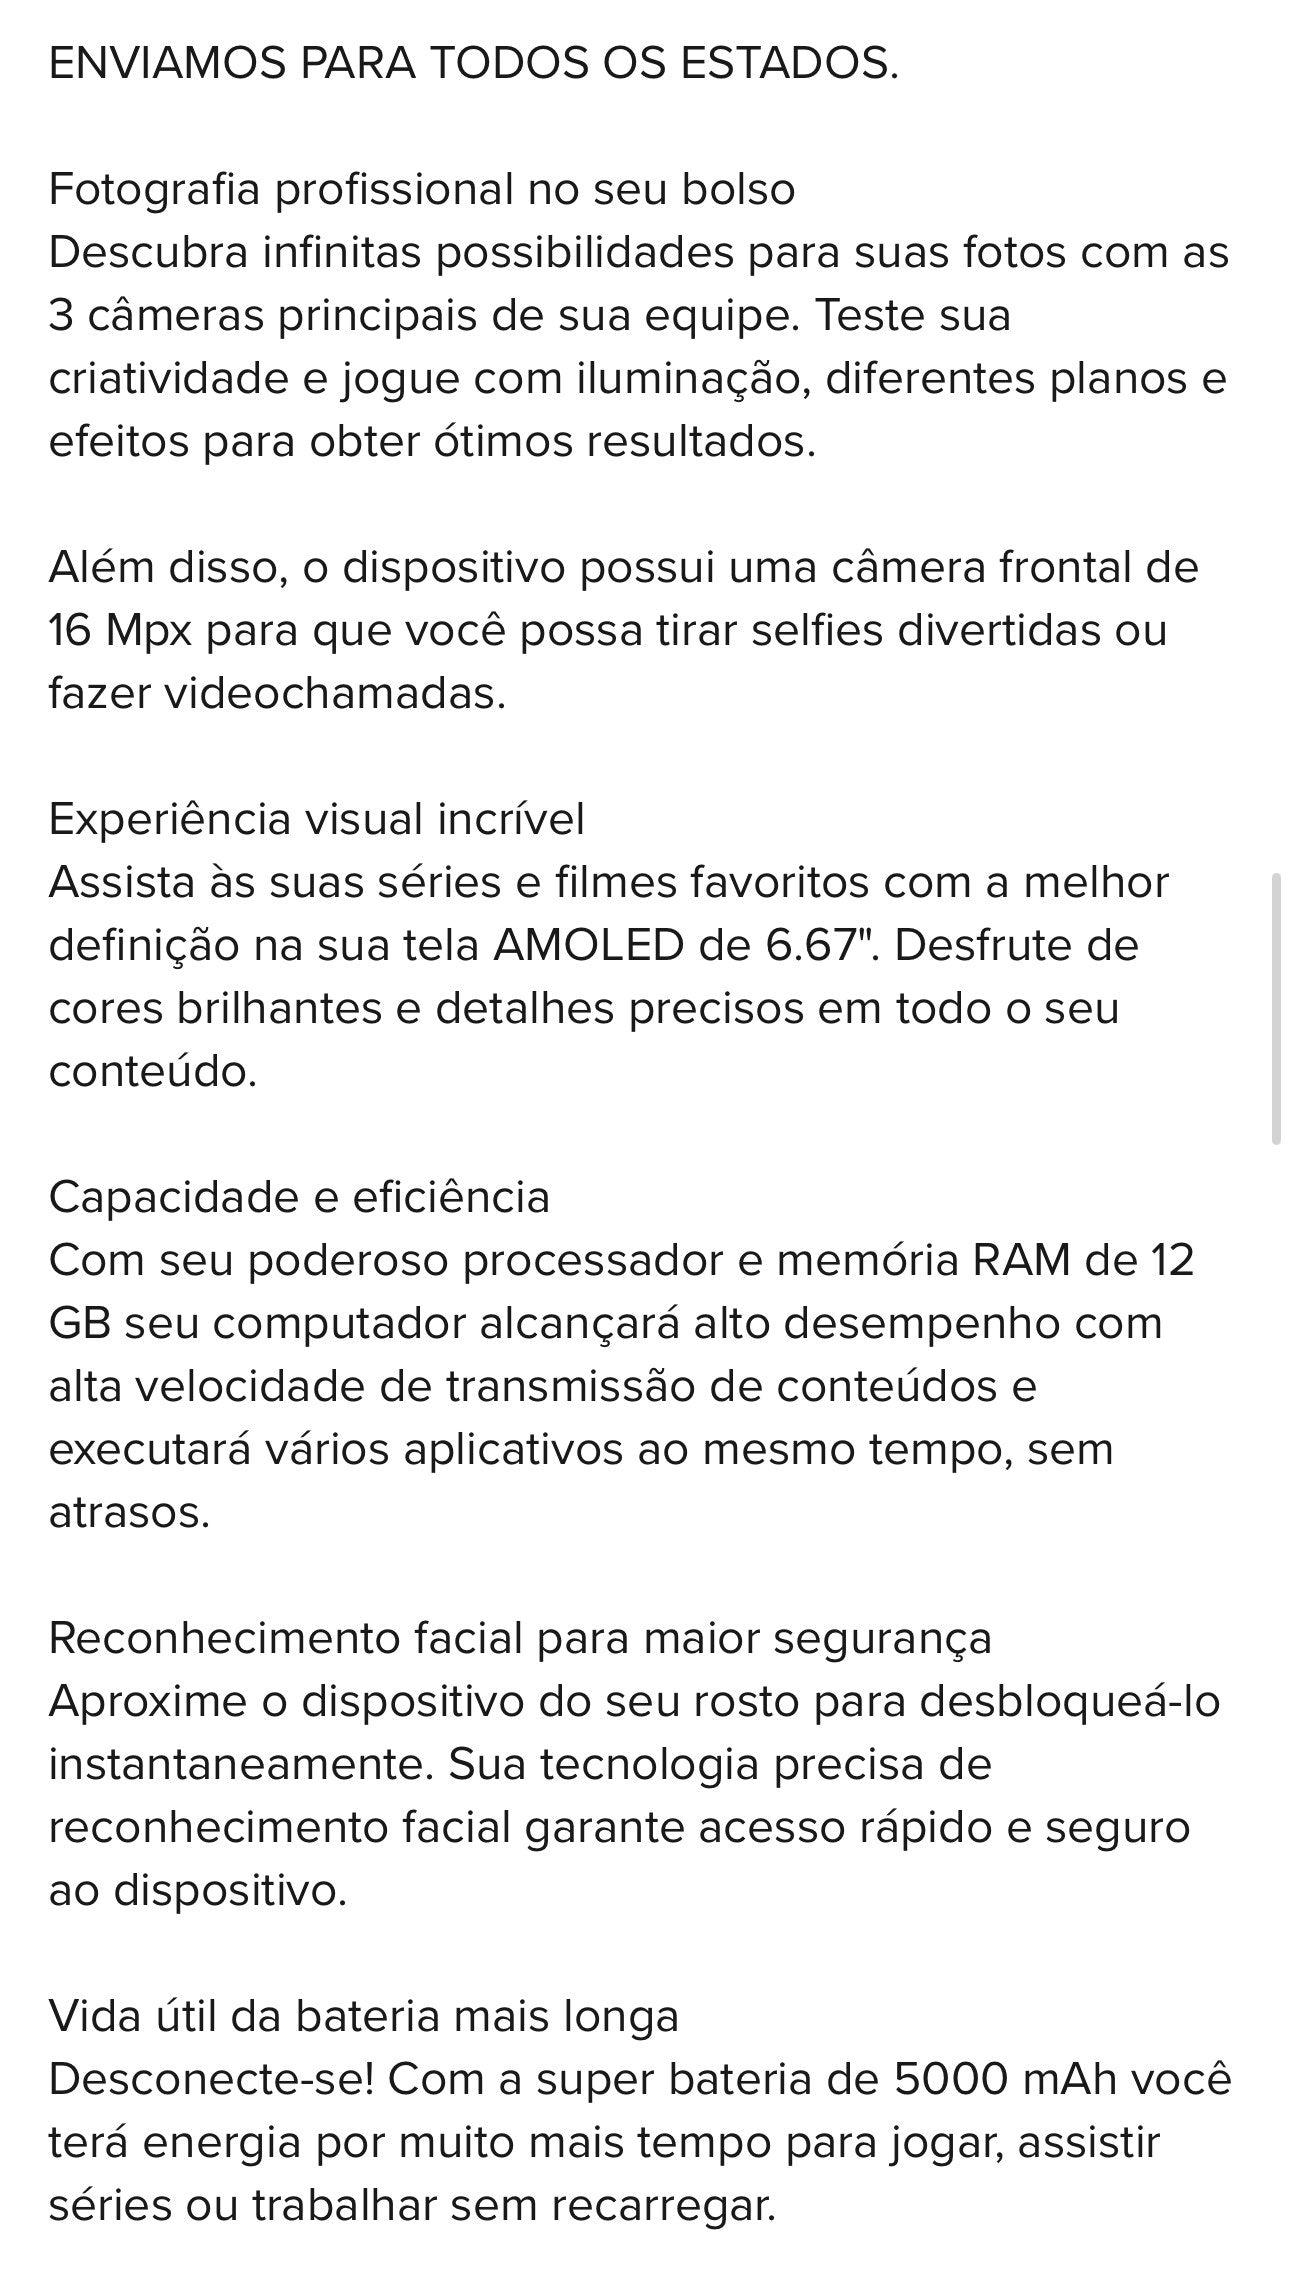 ENVIAMOS PARA TODOS OS ESTADOS.
Fotografia profissional no seu bolso
Descubra infinitas possibilidades para suas fotos com as
3 câmeras principais de sua equipe. Teste sua
criatividade e jogue com iluminação, diferentes planos e
efeitos para obter ótimos resultados.
Além disso, o dispositivo possui uma câmera frontal de
16 Mpx para que você possa tirar selfies divertidas ou
fazer videochamadas.
Experiência visual incrível
Assista às suas séries e filmes favoritos com a melhor
definição na sua tela AMOLED de 6.67". Desfrute de
cores brilhantes e detalhes precisos em todo o seu
conteúdo.
Capacidade e eficiência
Com seu poderoso processador e memória RAM de 12
GB seu computador alcançará alto desempenho com
alta velocidade de transmissão de conteúdos e
executará vários aplicativos ao mesmo tempo, sem
atrasos.
Reconhecimento facial para maior segurança
Aproxime o dispositivo do seu rosto para desbloqueá-lo
instantaneamente. Sua tecnologia precisa de
reconhecimento facial garante acesso rápido e seguro
ao dispositivo.
Vida útil da bateria mais longa
Desconecte-se! Com a super bateria de 5000 mAh você
terá energia por muito mais tempo para jogar, assistir
séries ou trabalhar sem recarregar.